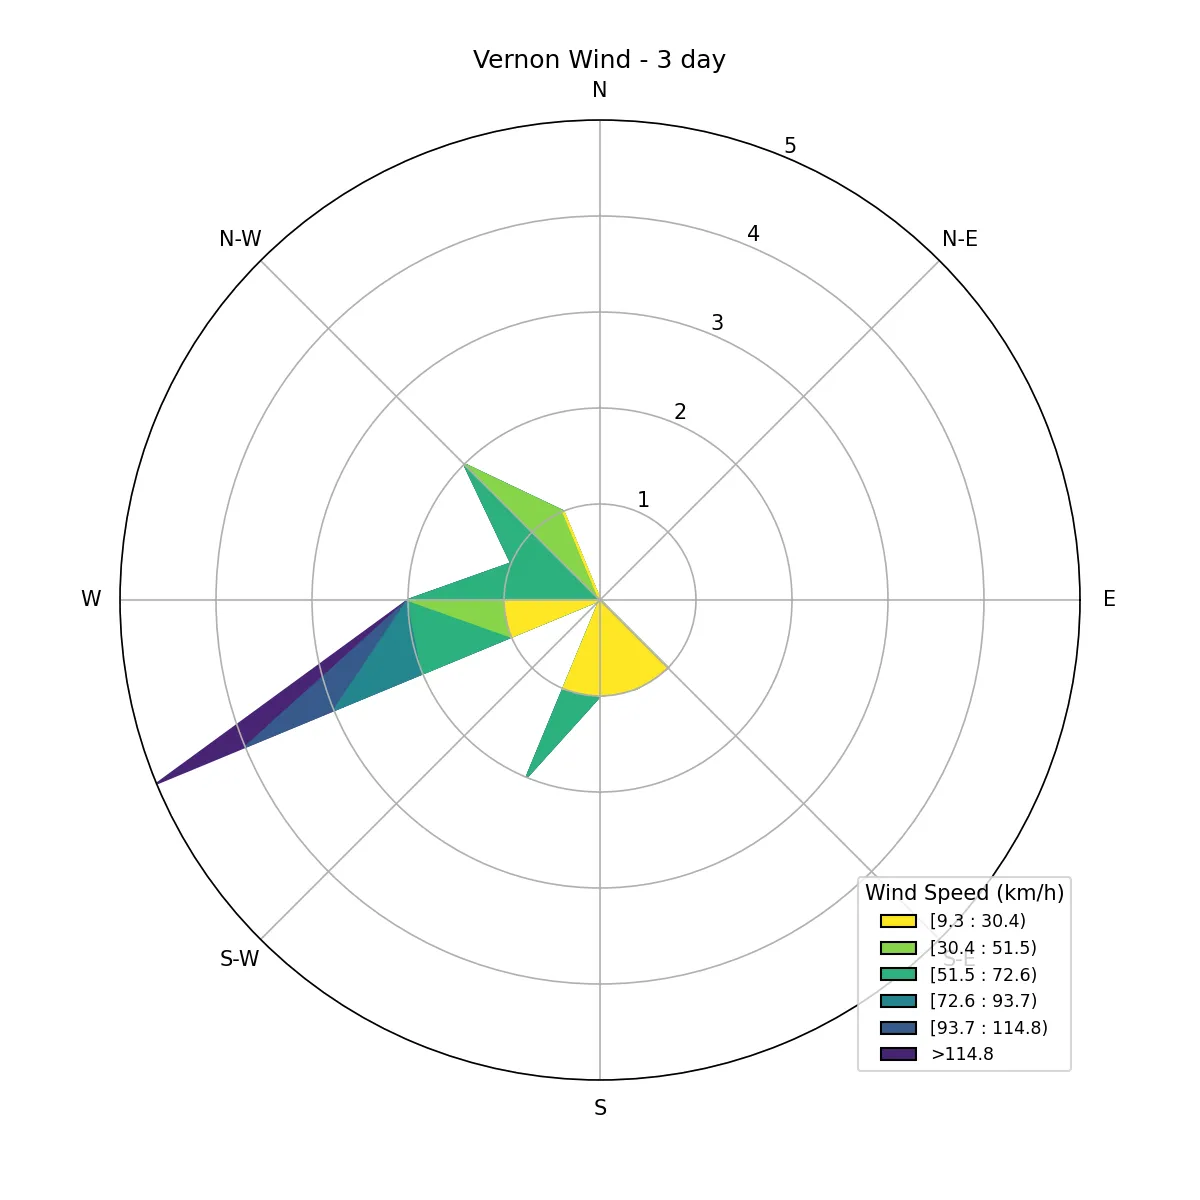 Vernon Wind - 3 day
N
5
N-W
N-E
4
3
2
1
W
E
S-W
S-E
Wind Speed (km/h)
[9.3 : 30.4)
[30.4 : 51.5)
[51.5 : 72.6)
[72.6 : 93.7)
[93.7 : 114.8)
>114.8
S